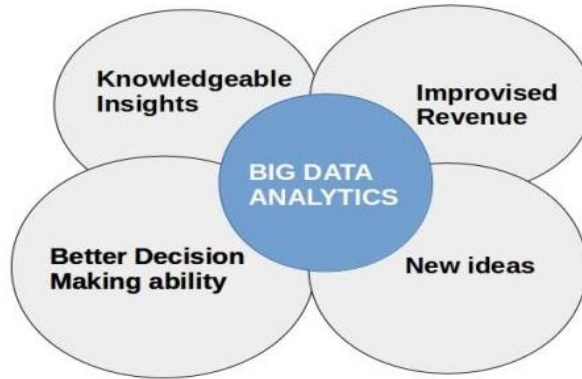 Knowledgeable
Insights
Improvised
Revenue
BIG DATA
ANALYTICS
Better Decision
Making ability
New ideas